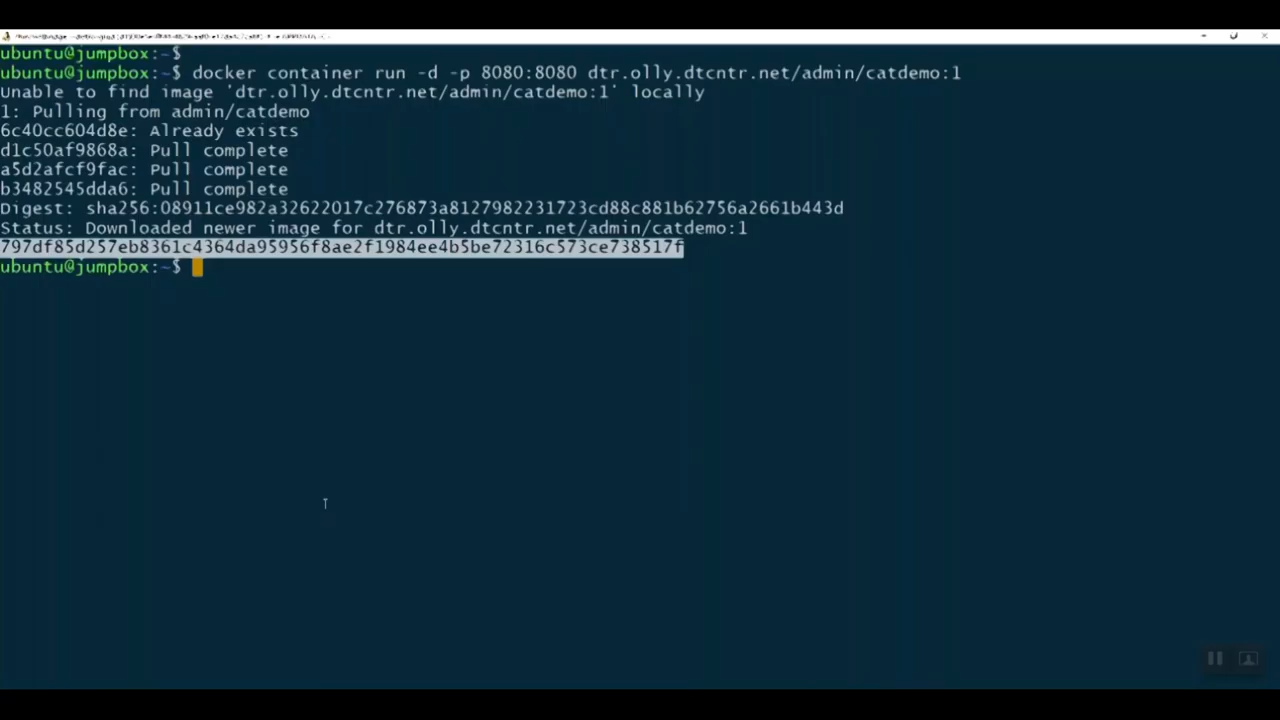 ubuntu@jumpbox:~$
ubuntu@jumpbox:~$ docker container run -d -p 8080:8080 dtr.olly.dtcntr.net/admin/catdemo:1
Unable to find image 'dtr.olly.dtcntr.net/admin/catdemo:1' locally
1: Pulling from admin/catdemo
6c40cc604d8e: Already exists
d1c50af9868a: Pull complete
a5d2afcf9fac: Pull complete
b3482545dda6: Pull complete
Digest: sha256:08911ce982a32622017c276873a8127982231723cd88c881b62756a2661b443d
Status: Downloaded newer image for dtr.olly.dtcntr.net/admin/catdemo:1
797df85d257eb8361c4364da95956f8ae2f1984ee4b5be72316c573ce738517f
ubuntu@jumpbox:~$